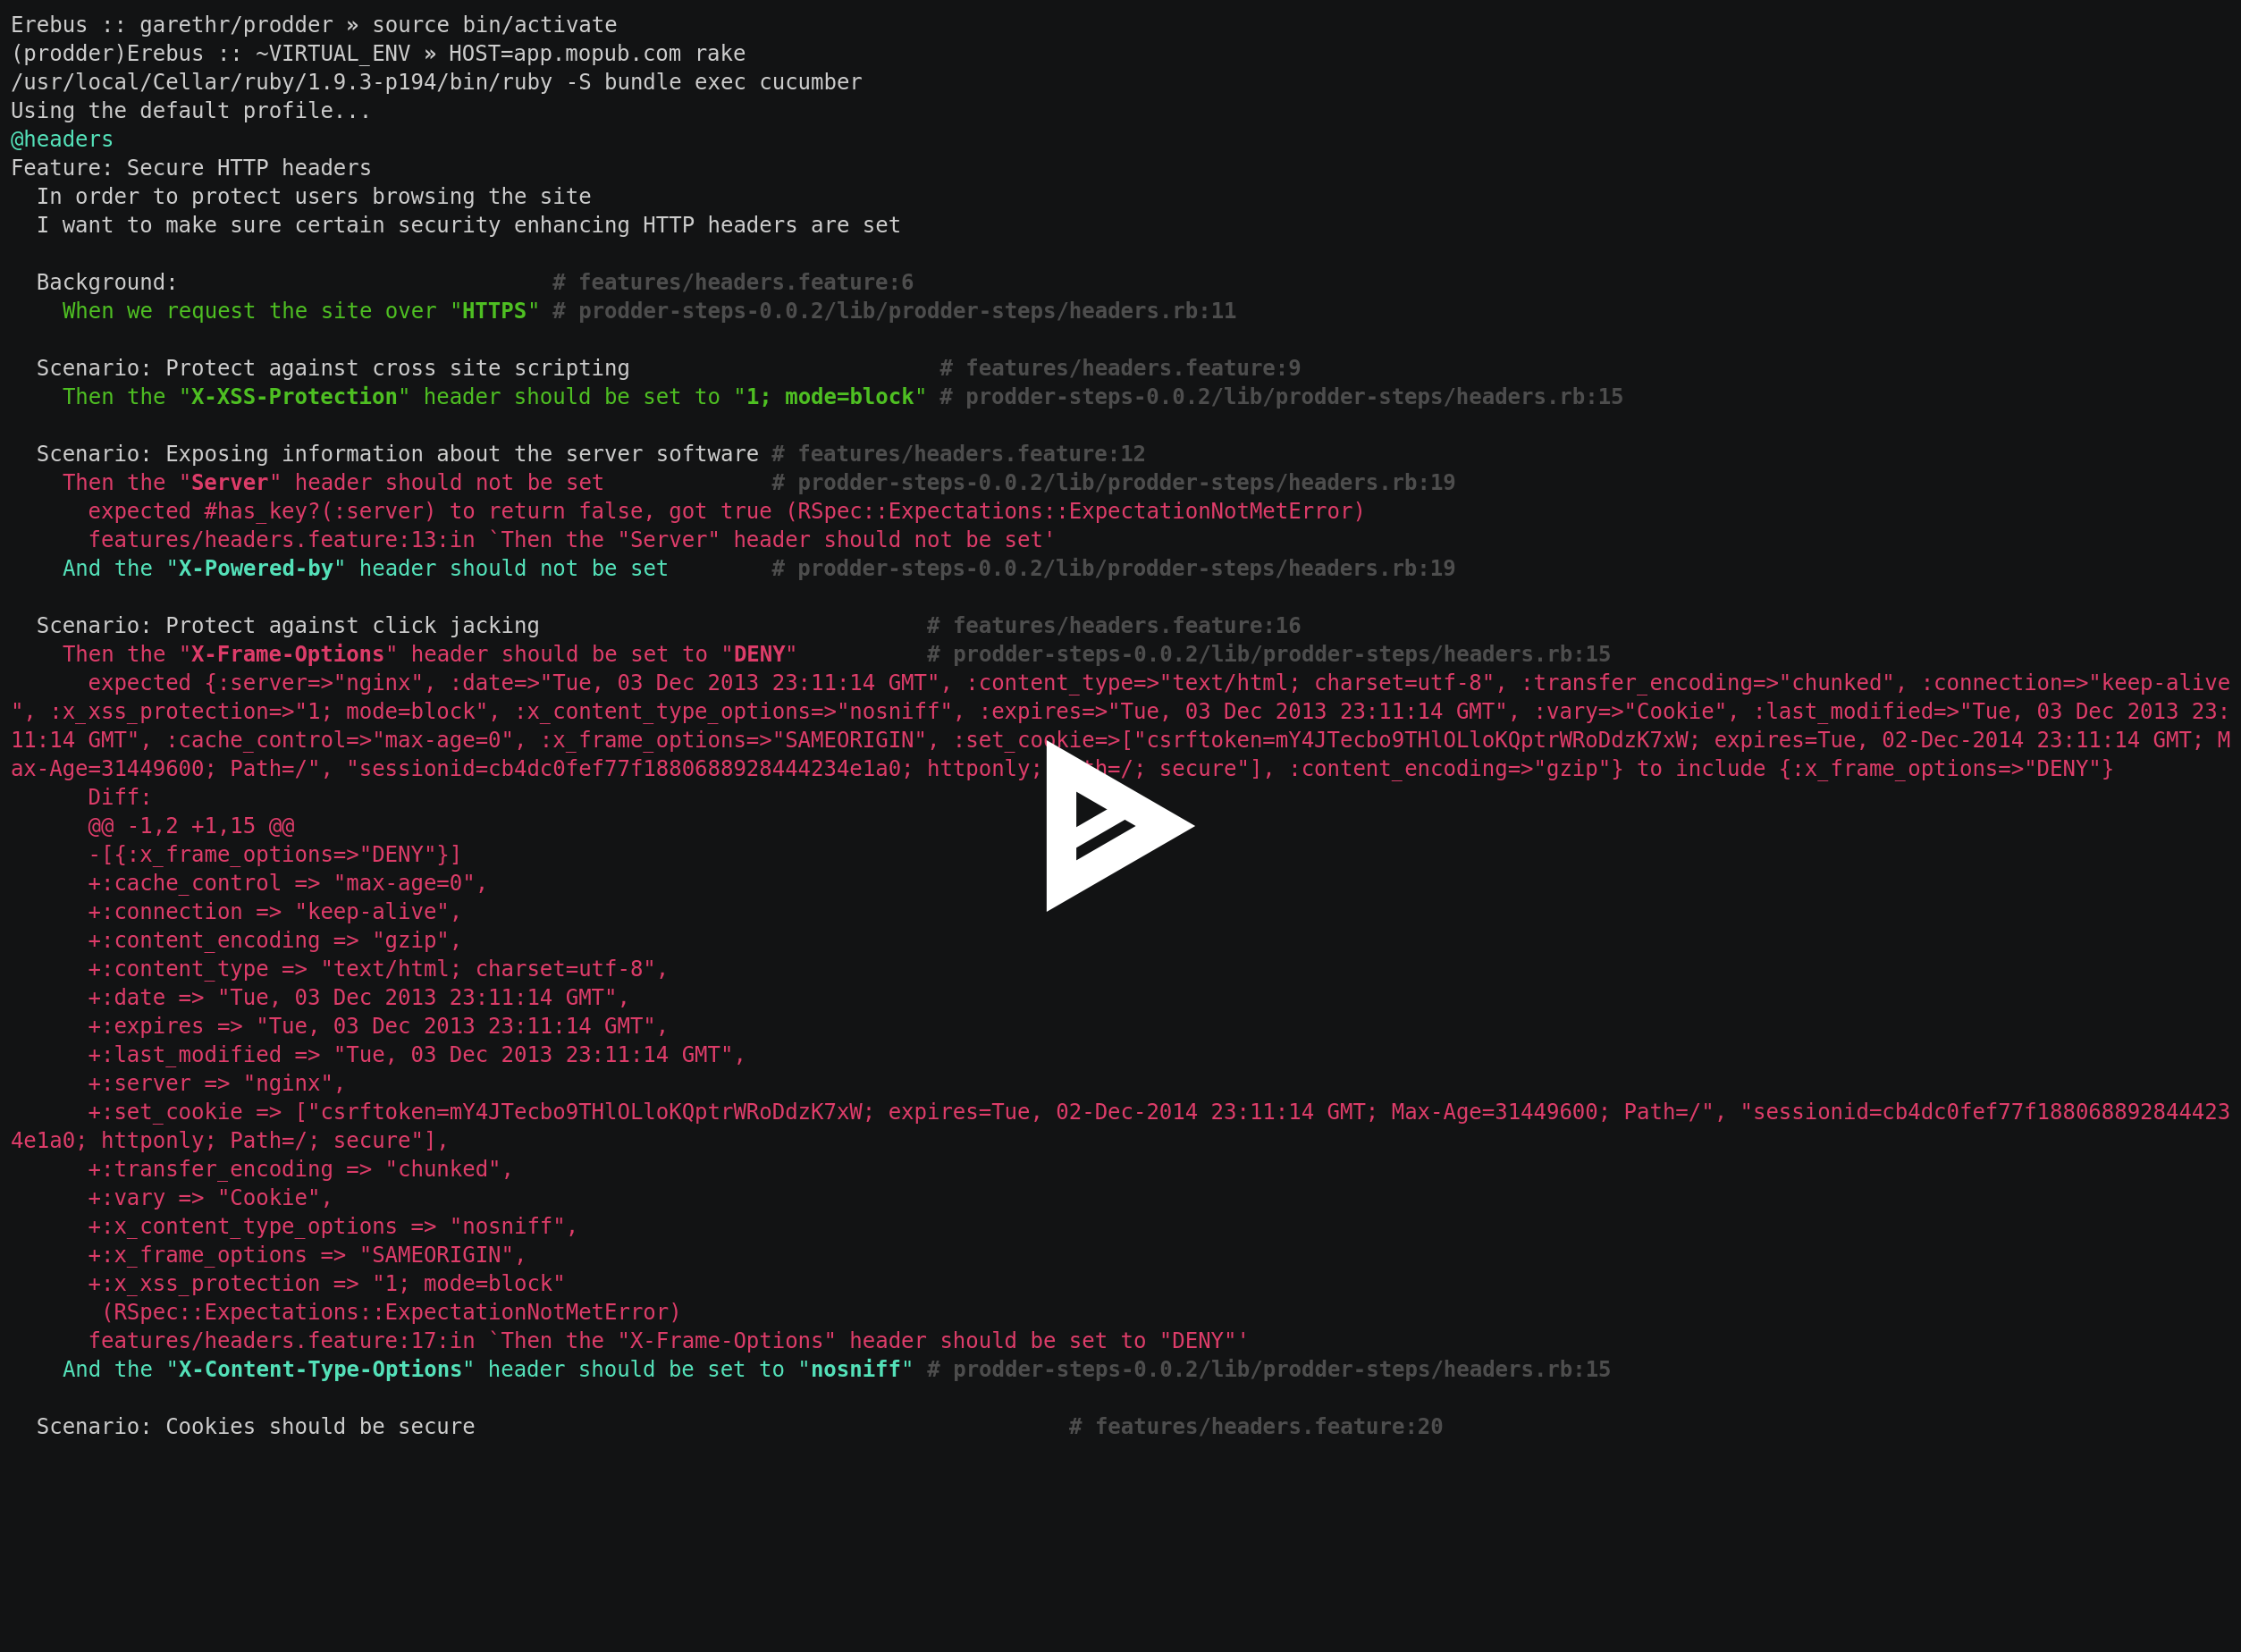 Erebus :: garethr/prodder » source bin/activate
(prodder)Erebus :: ~VIRTUAL_ENV » HOST=app.mopub.com rake
/usr/local/Cellar/ruby/1.9.3-p194/bin/ruby -S bundle exec cucumber
Using the default profile...
@headers
Feature: Secure HTTP headers
  In order to protect users browsing the site
  I want to make sure certain security enhancing HTTP headers are set

  Background:                             # features/headers.feature:6
    When we request the site over "HTTPS" # prodder-steps-0.0.2/lib/prodder-steps/headers.rb:11

  Scenario: Protect against cross site scripting                        # features/headers.feature:9
    Then the "X-XSS-Protection" header should be set to "1; mode=block" # prodder-steps-0.0.2/lib/prodder-steps/headers.rb:15

  Scenario: Exposing information about the server software # features/headers.feature:12
    Then the "Server" header should not be set             # prodder-steps-0.0.2/lib/prodder-steps/headers.rb:19
      expected #has_key?(:server) to return false, got true (RSpec::Expectations::ExpectationNotMetError)
      features/headers.feature:13:in `Then the "Server" header should not be set'
    And the "X-Powered-by" header should not be set        # prodder-steps-0.0.2/lib/prodder-steps/headers.rb:19

  Scenario: Protect against click jacking                              # features/headers.feature:16
    Then the "X-Frame-Options" header should be set to "DENY"          # prodder-steps-0.0.2/lib/prodder-steps/headers.rb:15
      expected {:server=>"nginx", :date=>"Tue, 03 Dec 2013 23:11:14 GMT", :content_type=>"text/html; charset=utf-8", :transfer_encoding=>"chunked", :connection=>"keep-alive
", :x_xss_protection=>"1; mode=block", :x_content_type_options=>"nosniff", :expires=>"Tue, 03 Dec 2013 23:11:14 GMT", :vary=>"Cookie", :last_modified=>"Tue, 03 Dec 2013 23:
11:14 GMT", :cache_control=>"max-age=0", :x_frame_options=>"SAMEORIGIN", :set_cookie=>["csrftoken=mY4JTecbo9THlOLloKQptrWRoDdzK7xW; expires=Tue, 02-Dec-2014 23:11:14 GMT; M
ax-Age=31449600; Path=/", "sessionid=cb4dc0fef77f1880688928444234e1a0; httponly; Path=/; secure"], :content_encoding=>"gzip"} to include {:x_frame_options=>"DENY"}
      Diff:
      @@ -1,2 +1,15 @@
      -[{:x_frame_options=>"DENY"}]
      +:cache_control => "max-age=0",
      +:connection => "keep-alive",
      +:content_encoding => "gzip",
      +:content_type => "text/html; charset=utf-8",
      +:date => "Tue, 03 Dec 2013 23:11:14 GMT",
      +:expires => "Tue, 03 Dec 2013 23:11:14 GMT",
      +:last_modified => "Tue, 03 Dec 2013 23:11:14 GMT",
      +:server => "nginx",
      +:set_cookie => ["csrftoken=mY4JTecbo9THlOLloKQptrWRoDdzK7xW; expires=Tue, 02-Dec-2014 23:11:14 GMT; Max-Age=31449600; Path=/", "sessionid=cb4dc0fef77f188068892844423
4e1a0; httponly; Path=/; secure"],
      +:transfer_encoding => "chunked",
      +:vary => "Cookie",
      +:x_content_type_options => "nosniff",
      +:x_frame_options => "SAMEORIGIN",
      +:x_xss_protection => "1; mode=block"
       (RSpec::Expectations::ExpectationNotMetError)
      features/headers.feature:17:in `Then the "X-Frame-Options" header should be set to "DENY"'
    And the "X-Content-Type-Options" header should be set to "nosniff" # prodder-steps-0.0.2/lib/prodder-steps/headers.rb:15

  Scenario: Cookies should be secure                                              # features/headers.feature:20